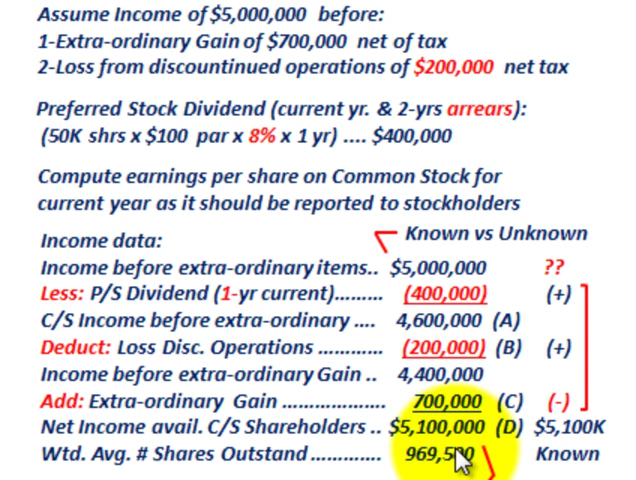 Assume Income of $5,000,000 before:
1-Extra-ordinary Gain of $700,000 net of tax
2-Loss from discountinued operations of $200,000 net tax
Preferred Stock Dividend (current yr. & 2-yrs arrears):
(50K shrs x $100 par x 8% x 1 yr) .... $400,000
Compute earnings per share on Common Stock for
current year as it should be reported to stockholders
Known vs Unknown
Income data:
Income before extra-ordinary items.. $5,000,000 ??
Less: P/S Dividend (1-yr current)......... (400,000) (+)
C/S Income before extra-ordinary .... 4,600,000 (A)
Deduct: Loss Disc. Operations ............ (200,000) (B) (+)
Income before extra-ordinary Gain .. 4,400,000
Add: Extra-ordinary Gain ................... 700,000 (C) (-)
Net Income avail. C/S Shareholders .. $5,100,000 (D) $5,100K
Wtd. Avg. # Shares Outstand ............. 969,500 Known